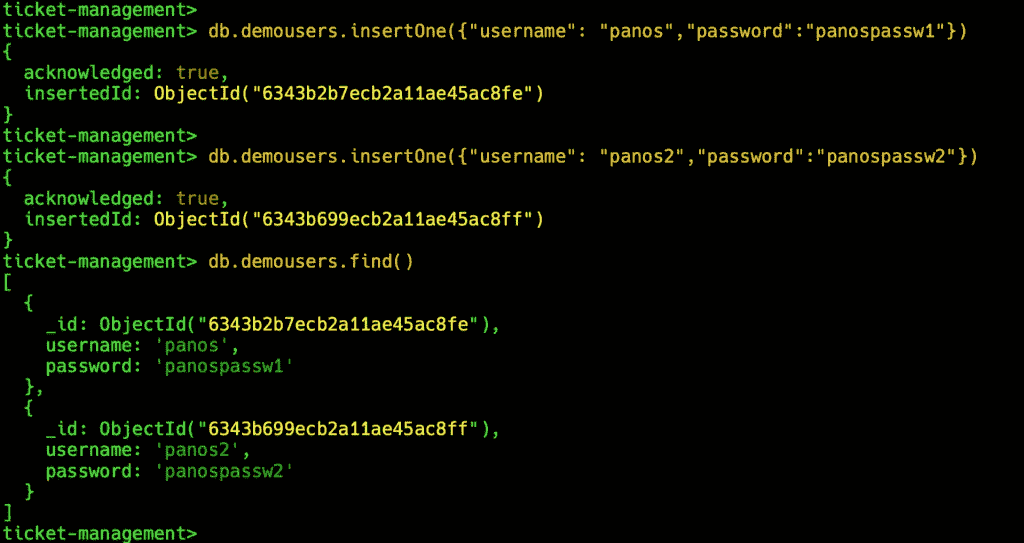 ticket-management>
ticket-management> db.demousers.insertOne({"username": "panos","password":"panospassw1"})
{
  acknowledged: true,
  insertedId: ObjectId("6343b2b7ecb2a11ae45ac8fe")
}
ticket-management>
ticket-management> db.demousers.insertOne({"username": "panos2","password":"panospassw2"})
{
  acknowledged: true,
  insertedId: ObjectId("6343b699ecb2a11ae45ac8ff")
}
ticket-management> db.demousers.find()
[
  {
    _id: ObjectId("6343b2b7ecb2a11ae45ac8fe"),
    username: 'panos',
    password: 'panospassw1'
  },
  {
    _id: ObjectId("6343b699ecb2a11ae45ac8ff"),
    username: 'panos2',
    password: 'panospassw2'
  }
]
ticket-management>